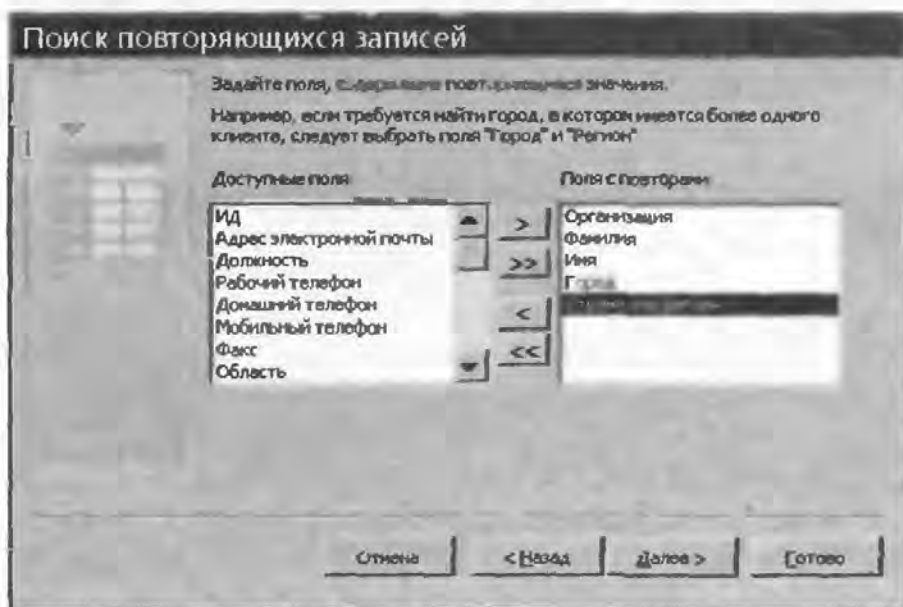 Поиск повторяющихся записей
Задайте поля, значения.
Например, если требуется найти город, в котором имеется более одного
клиента, следует выбрать поля "Город" и "Регион"
Доступные поля:
Поля с повторами:
ИД
Адрес электронной почты
Должность
Рабочий телефон
Домашний телефон
Мобильный телефон
Факс
Область
>
>>
<
<<
Организация
Фамилия
Имя
Город
Отмена
< Назад
Далее >
Готово